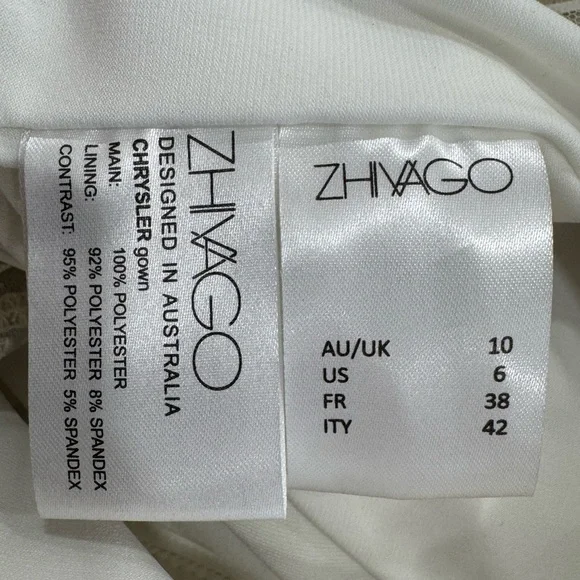 ZHIVAGO
DESIGNED IN AUSTRALIA
CHRYSLER gown
MAIN: 100% POLYESTER
LINING: 92% POLYESTER 8% SPANDEX
CONTRAST: 95% POLYESTER 5% SPANDEX
ZHIVAGO
AU/UK 10
US 6
FR 38
ITY 42